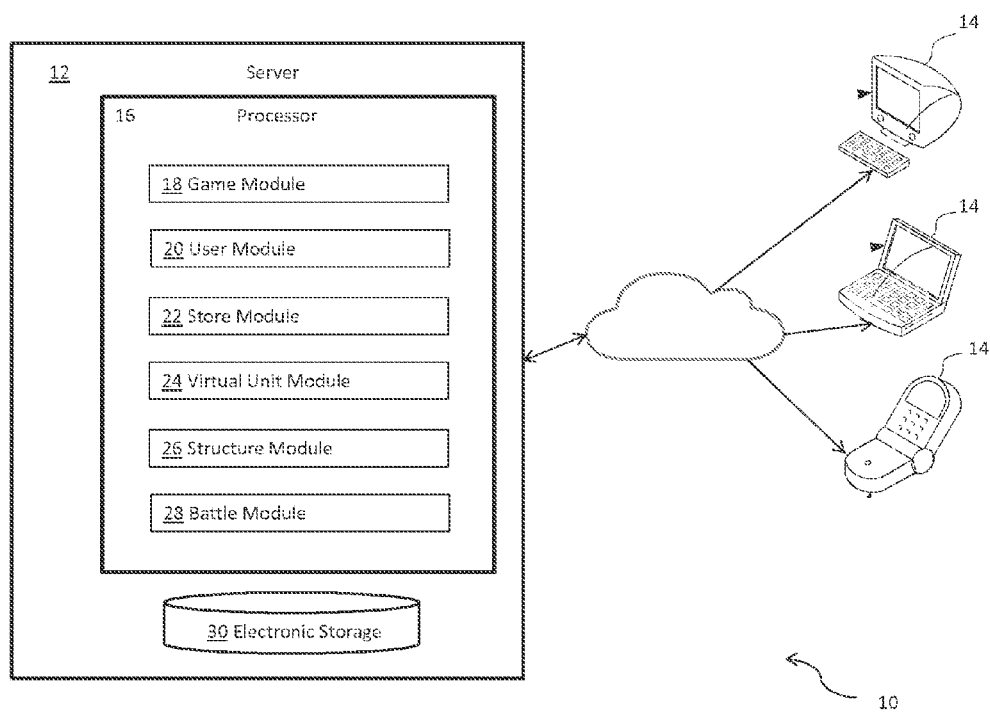 12 Server
16 Processor
18 Game Module
20 User Module
22 Store Module
24 Virtual Unit Module
26 Structure Module
28 Battle Module
30 Electronic Storage
14
14
14
10